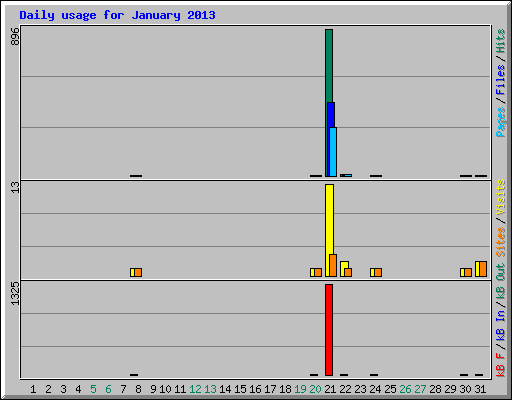 Daily usage for January 2013
896
13
1325
Pages / Files / Hits
Sites / Visits
kB F / kB In / kB Out
1 2 3 4 5 6 7 8 9 10 11 12 13 14 15 16 17 18 19 20 21 22 23 24 25 26 27 28 29 30 31